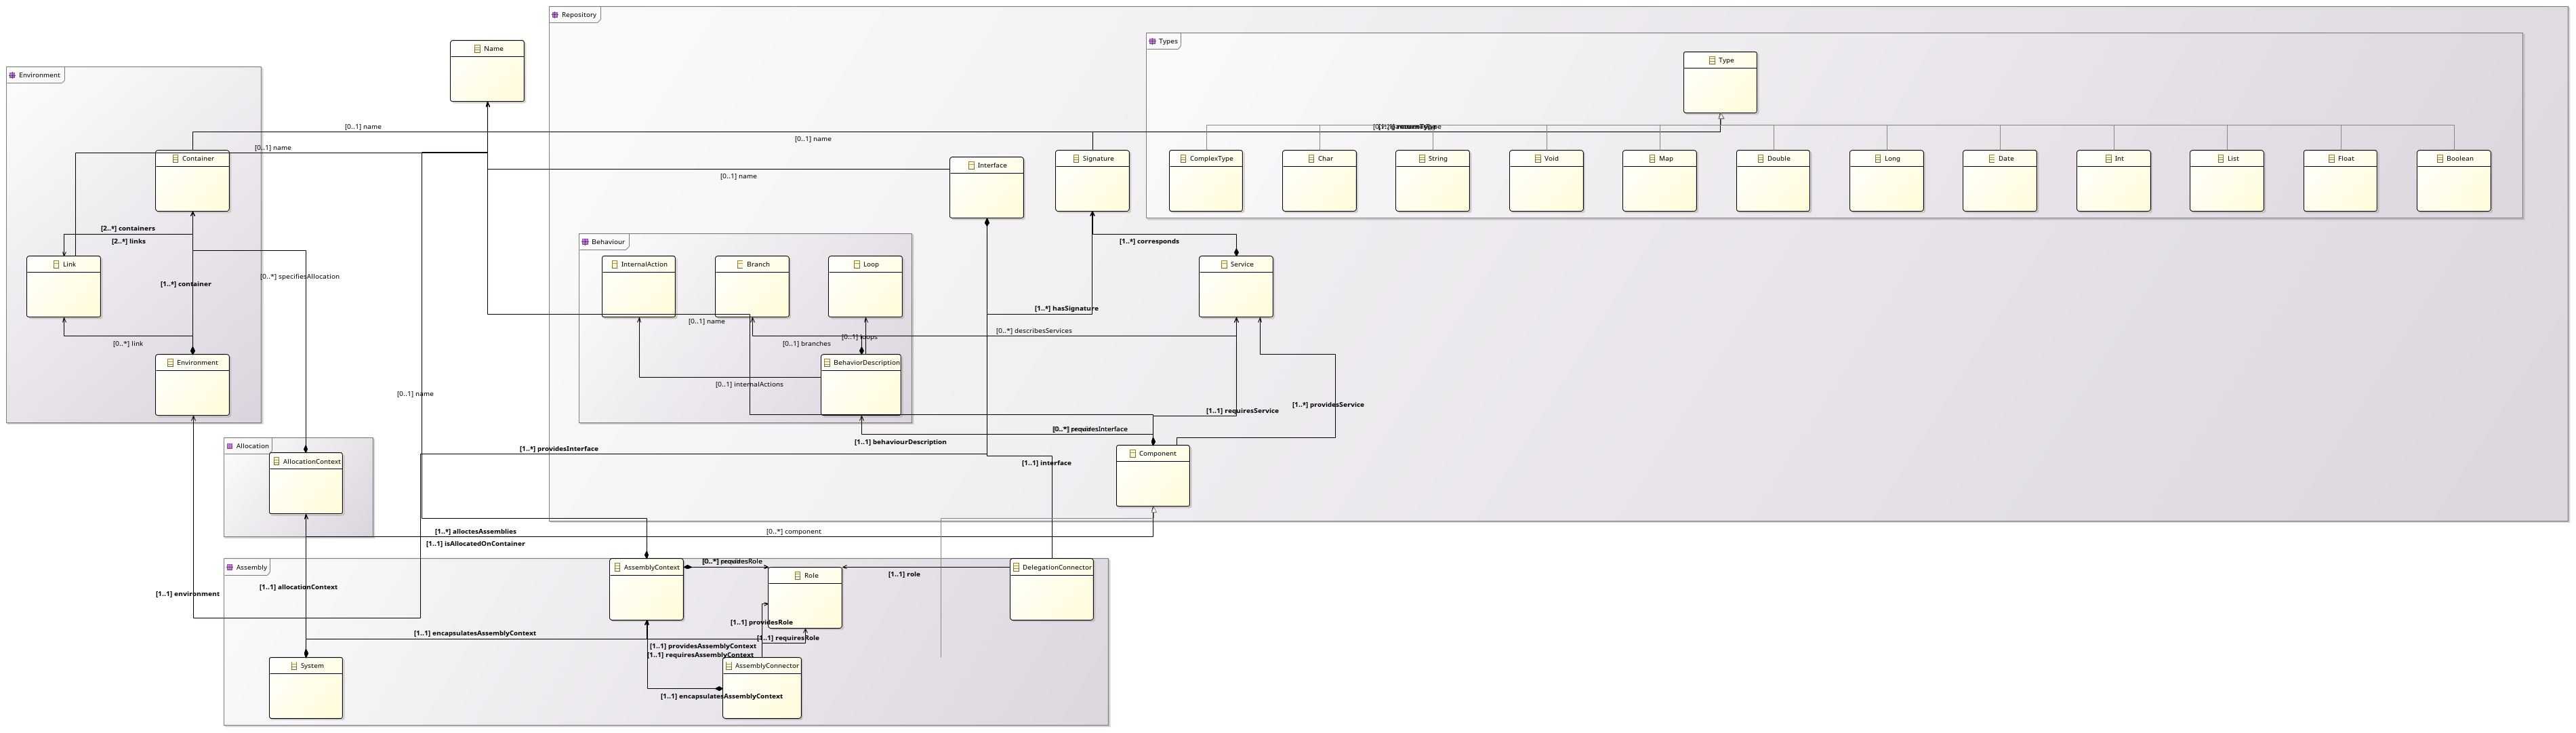 Repository
Types
Name
Type
Environment
[0..1] name
[0..1] name
[0..1] name
Container
Interface
Signature
ComplexType
Char
String
Void
Map
Double
Long
Date
Int
List
Float
Boolean
[0..1] name
[2..*] containers
[2..*] links
Behaviour
[1..*] corresponds
Link
InternalAction
Branch
Loop
Service
[0..*] specifiesAllocation
[1..*] container
[1..*] hasSignature
[0..1] name
[0..*] describesServices
[0..*] link
[0..1] branches
[0..1] loops
Environment
BehaviorDescription
[0..1] internalActions
[0..1] name
[1..1] requiresService
[1..*] providesService
[0..*] requiresInterface
[1..1] behaviourDescription
Allocation
[1..*] providesInterface
Component
AllocationContext
[1..1] interface
[1..*] alloctesAssemblies
[0..*] component
[1..1] isAllocatedOnContainer
Assembly
AssemblyContext
[0..*] requiresRole
Role
[1..1] role
DelegationConnector
[1..1] allocationContext
[1..1] environment
[1..1] providesRole
[1..1] encapsulatesAssemblyContext
[1..1] requiresRole
[1..1] providesAssemblyContext
[1..1] requiresAssemblyContext
System
AssemblyConnector
[1..1] encapsulatesAssemblyContext